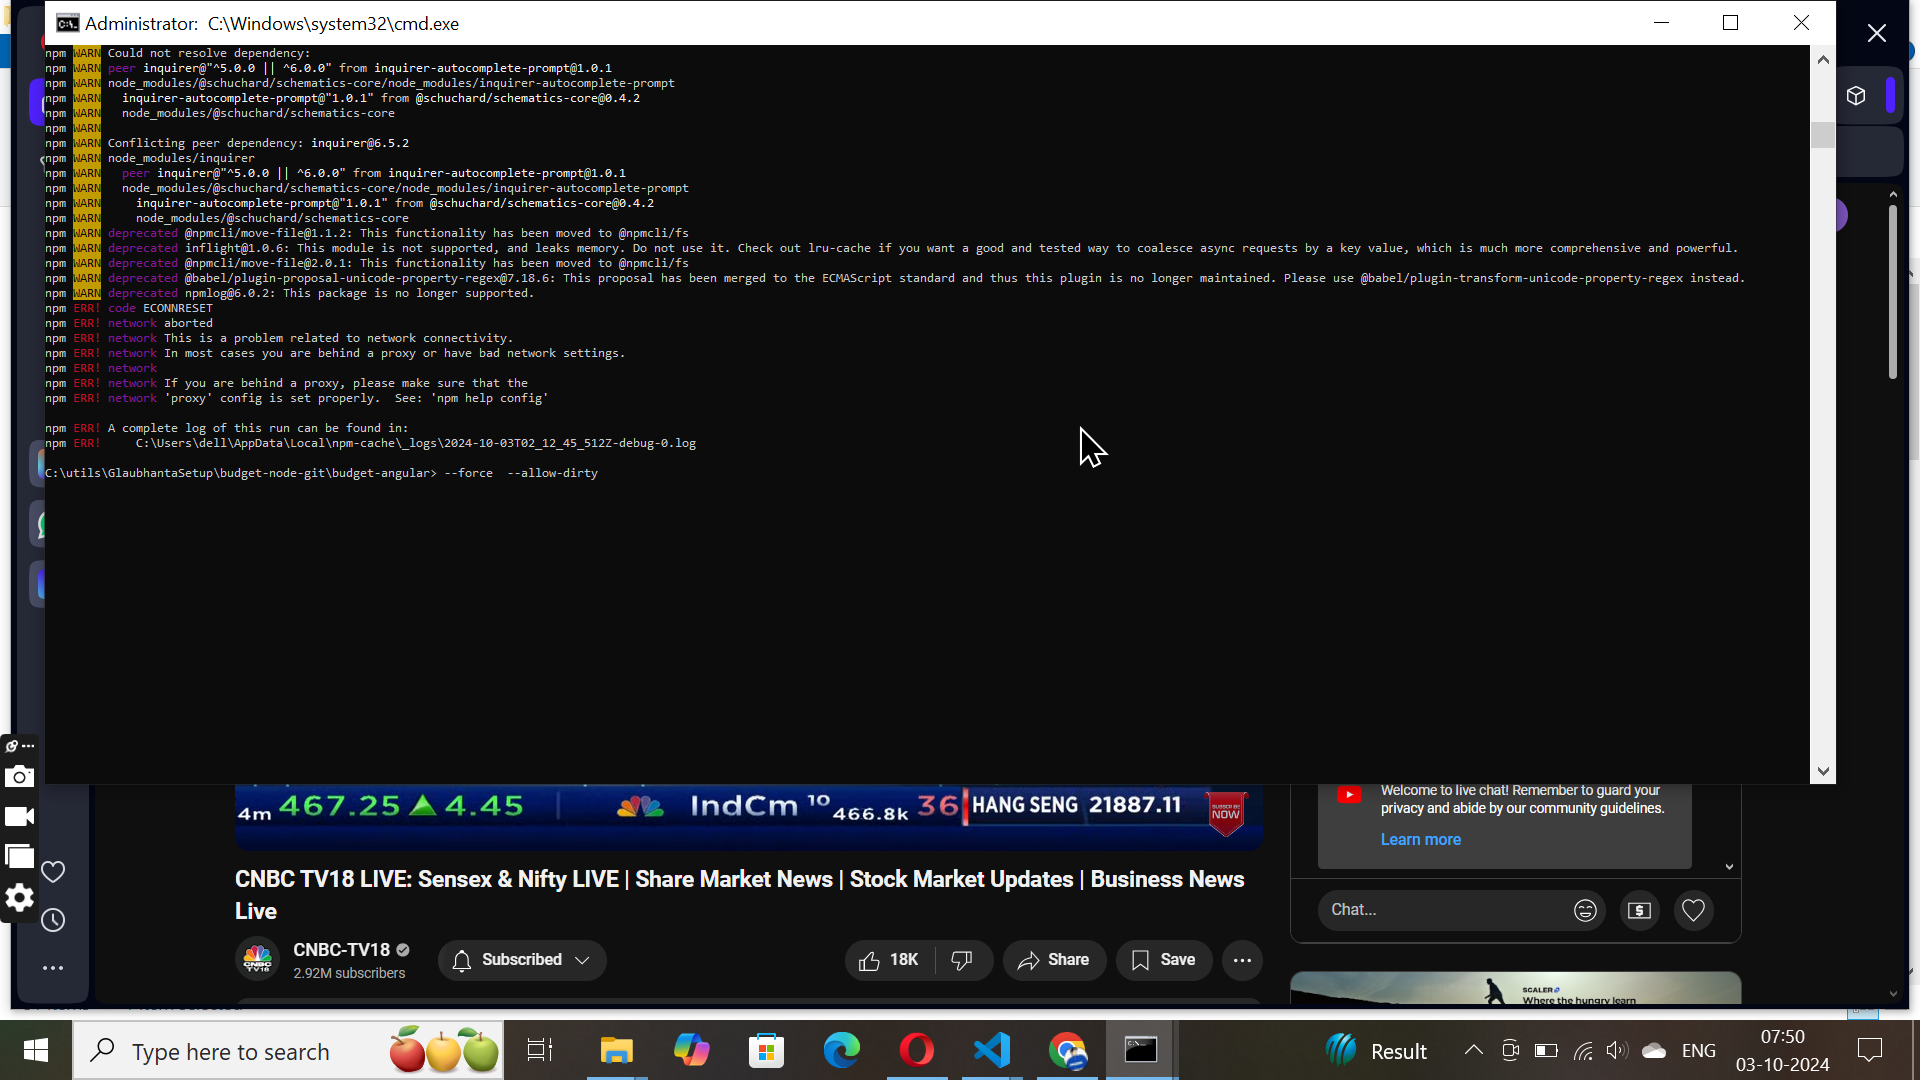 Administrator: C:\Windows\system32\cmd.exe
npm WARN Could not resolve dependency:
npm WARN peer inquirer@"^5.0.0 || ^6.0.0" from inquirer-autocomplete-prompt@1.0.1
npm WARN node_modules/@schuchard/schematics-core/node_modules/inquirer-autocomplete-prompt
npm WARN   inquirer-autocomplete-prompt@"1.0.1" from @schuchard/schematics-core@0.4.2
npm WARN   node_modules/@schuchard/schematics-core
npm WARN
npm WARN Conflicting peer dependency: inquirer@6.5.2
npm WARN node_modules/inquirer
npm WARN   peer inquirer@"^5.0.0 || ^6.0.0" from inquirer-autocomplete-prompt@1.0.1
npm WARN   node_modules/@schuchard/schematics-core/node_modules/inquirer-autocomplete-prompt
npm WARN     inquirer-autocomplete-prompt@"1.0.1" from @schuchard/schematics-core@0.4.2
npm WARN     node_modules/@schuchard/schematics-core
npm WARN deprecated @npmcli/move-file@1.1.2: This functionality has been moved to @npmcli/fs
npm WARN deprecated inflight@1.0.6: This module is not supported, and leaks memory. Do not use it. Check out lru-cache if you want a good and tested way to coalesce async requests by a key value, which is much more comprehensive and powerful.
npm WARN deprecated @npmcli/move-file@2.0.1: This functionality has been moved to @npmcli/fs
npm WARN deprecated @babel/plugin-proposal-unicode-property-regex@7.18.6: This proposal has been merged to the ECMAScript standard and thus this plugin is no longer maintained. Please use @babel/plugin-transform-unicode-property-regex instead.
npm WARN deprecated npmlog@6.0.2: This package is no longer supported.
npm ERR! code ECONNRESET
npm ERR! network aborted
npm ERR! network This is a problem related to network connectivity.
npm ERR! network In most cases you are behind a proxy or have bad network settings.
npm ERR! network
npm ERR! network If you are behind a proxy, please make sure that the
npm ERR! network 'proxy' config is set properly.  See: 'npm help config'
npm ERR! A complete log of this run can be found in:
npm ERR!     C:\Users\dell\AppData\Local\npm-cache\_logs\2024-10-03T02_12_45_512Z-debug-0.log
C:\utils\GlaubhantaSetup\budget-node-git\budget-angular> --force  --allow-dirty
4m 467.25 ▲ 4.45 IndCm 10 466.8k 36 HANG SENG 21887.11 SUBSCRIBE NOW
Welcome to live chat! Remember to guard your
privacy and abide by our community guidelines.
Learn more
CNBC TV18 LIVE: Sensex & Nifty LIVE | Share Market News | Stock Market Updates | Business News
Live
Chat...
CNBC TV18
CNBC-TV18
2.92M subscribers
Subscribed
18K
Share
Save
SCALER
Where the hungry learn
Type here to search
Result
ENG
07:50
03-10-2024